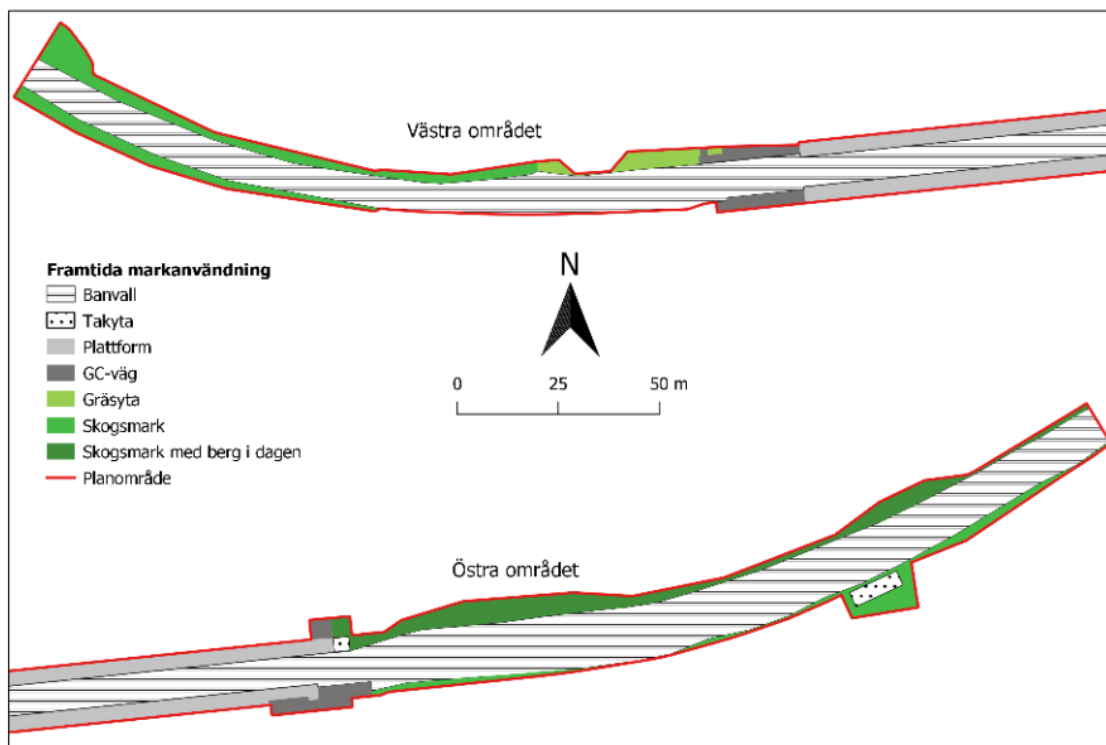 Västra området
Framtida markanvändning
Banvall
Takyta
Plattform
GC-väg
Gräsyta
Skogsmark
Skogsmark med berg i dagen
Planområde
N
0 25 50 m
Östra området